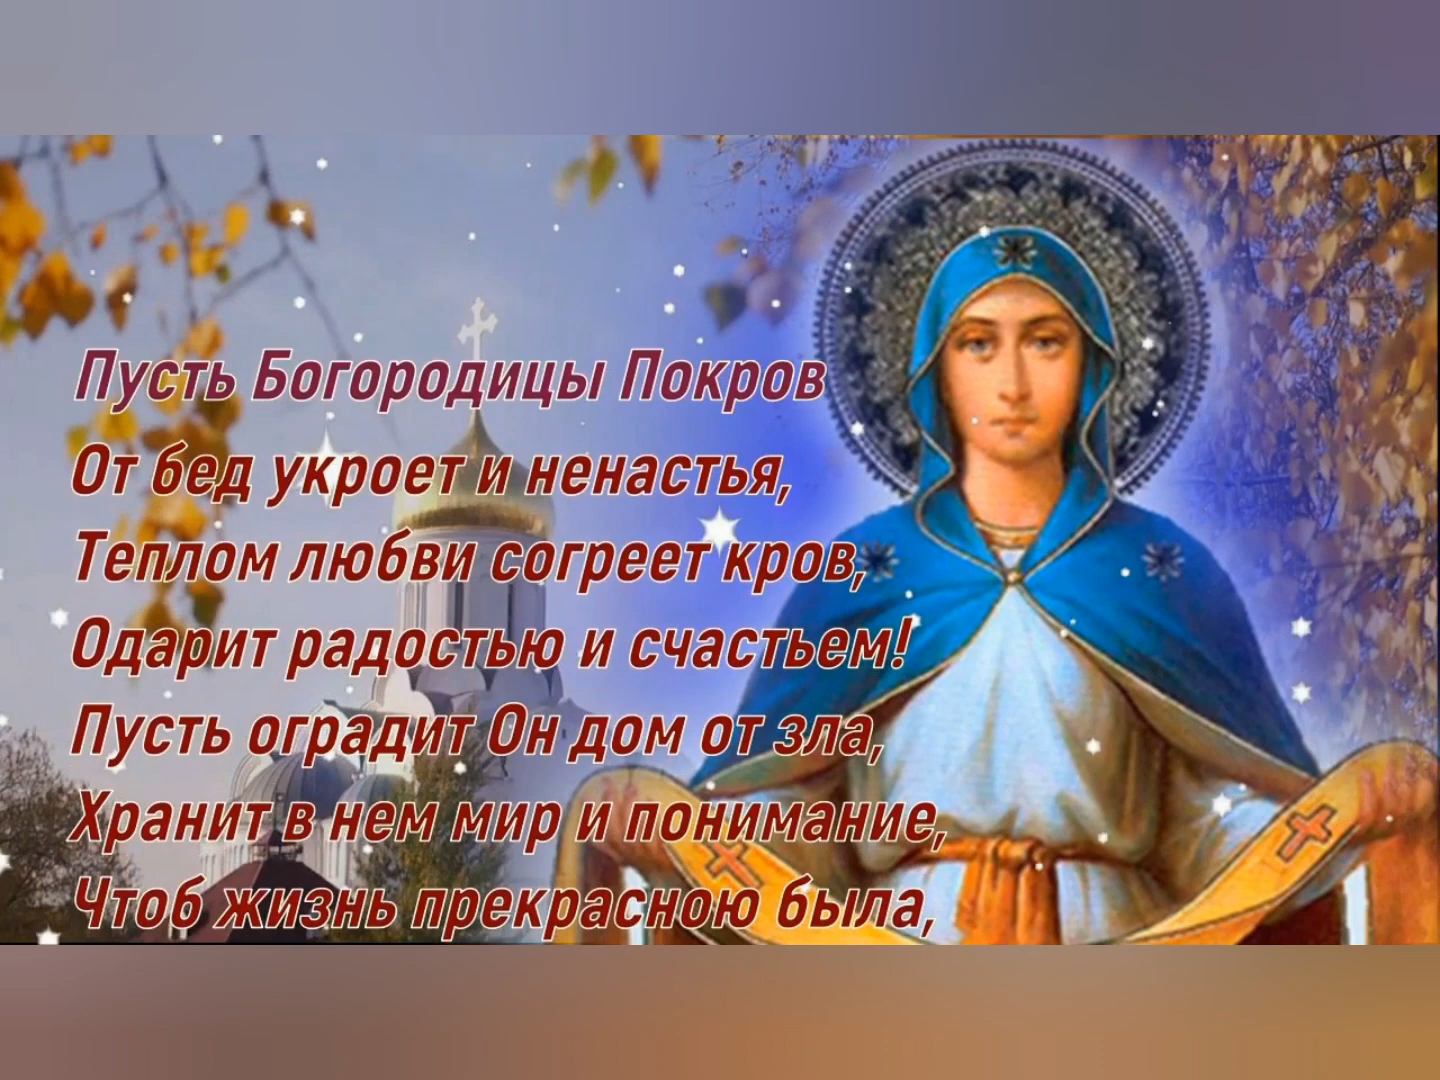 Пусть Богородицы Покров
От бед укроет и ненастья,
Теплом любви согреет кров,
Одарит радостью и счастьем!
Пусть оградит Он дом от зла,
Хранит в нем мир и понимание,
Чтоб жизнь прекрасною была,